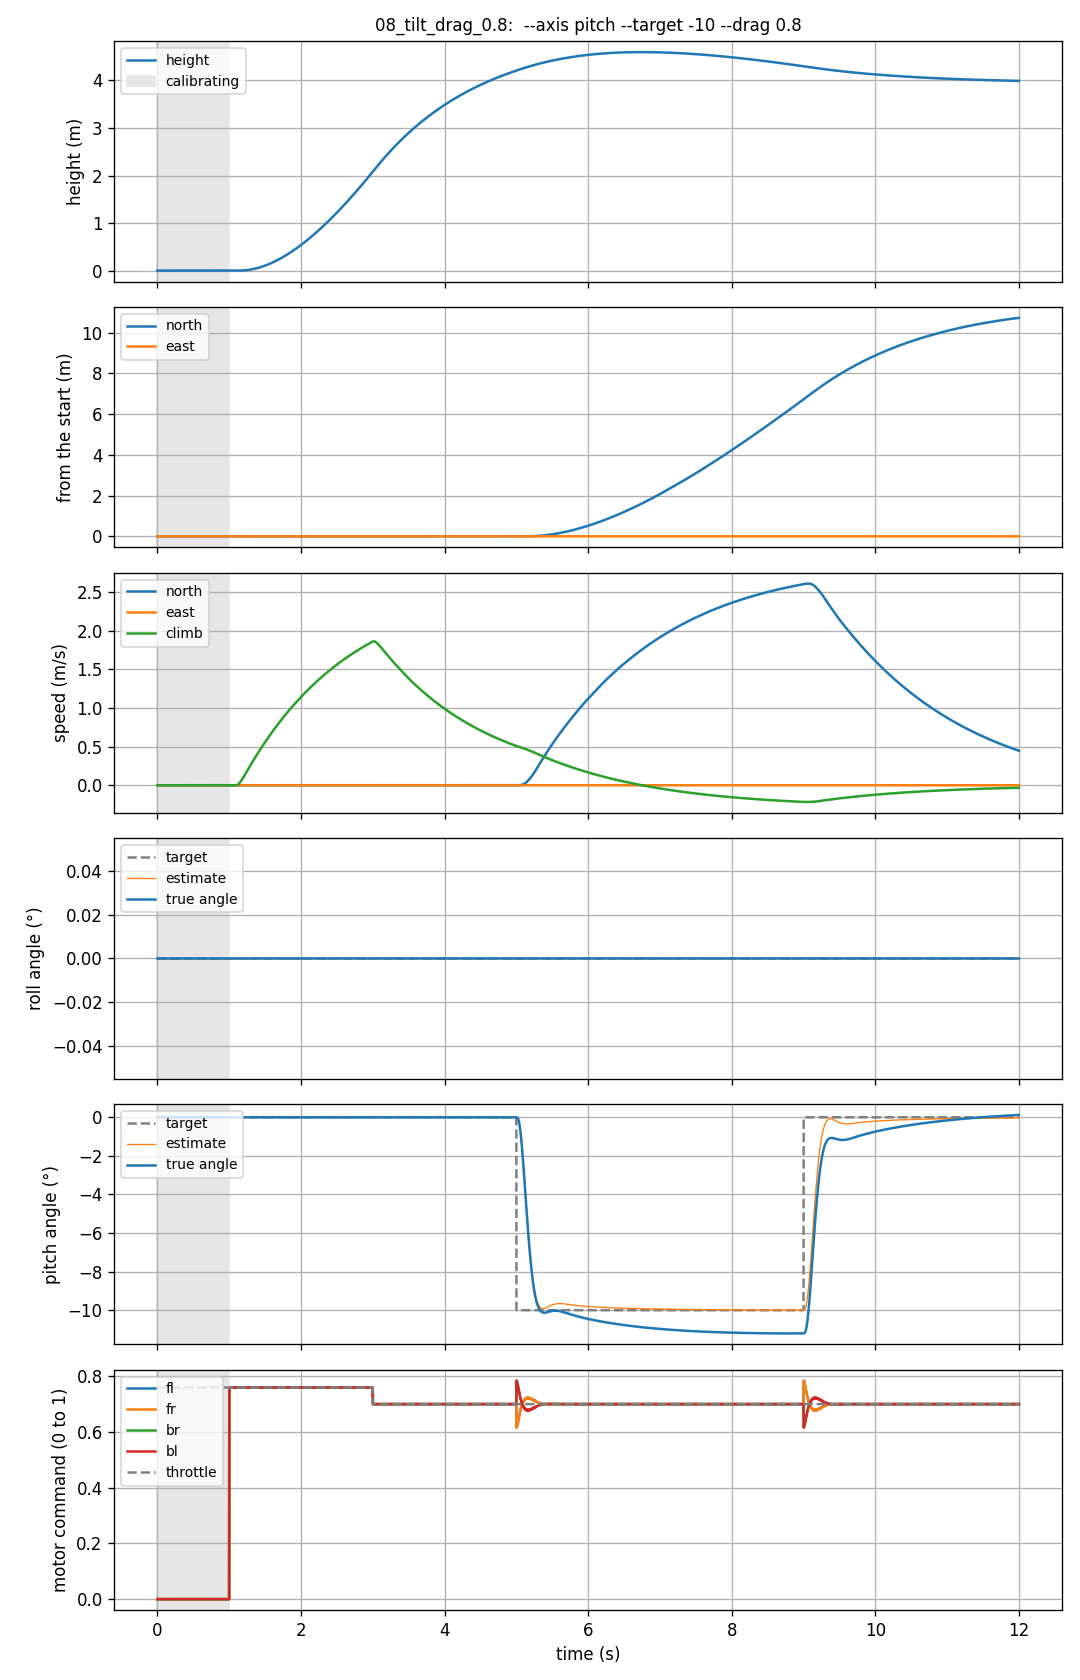 08_tilt_drag_0.8:  --axis pitch --target -10 --drag 0.8
height (m)
4
3
2
1
0
height
calibrating
from the start (m)
10
8
6
4
2
0
north
east
speed (m/s)
2.5
2.0
1.5
1.0
0.5
0.0
north
east
climb
roll angle (°)
0.04
0.02
0.00
−0.02
−0.04
target
estimate
true angle
pitch angle (°)
0
−2
−4
−6
−8
−10
target
estimate
true angle
motor command (0 to 1)
0.8
0.6
0.4
0.2
0.0
fl
fr
br
bl
throttle
0 2 4 6 8 10 12
time (s)